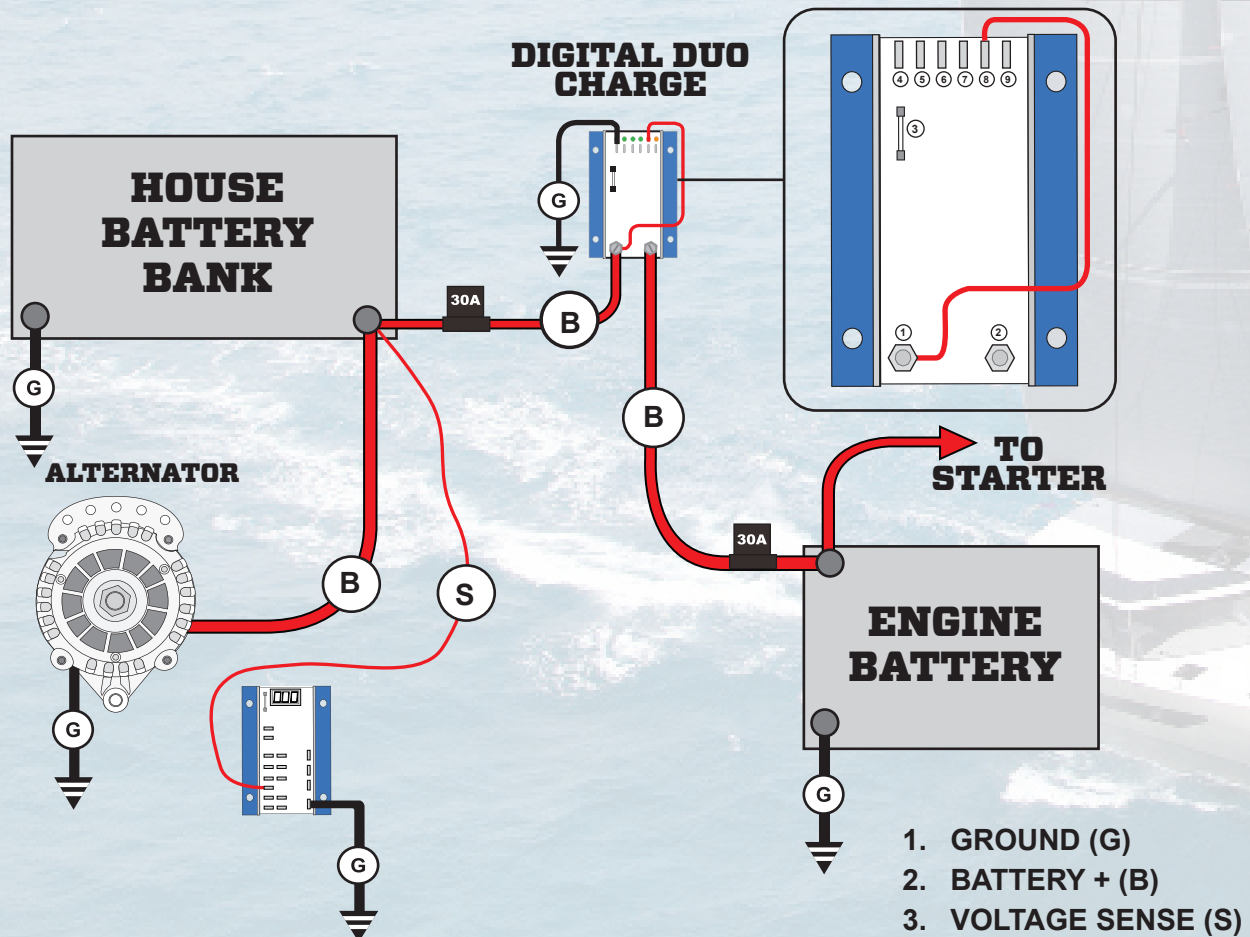 DIGITAL DUO
CHARGE
4 5 6 7 8 9
3
1
2
HOUSE
BATTERY
BANK
G
30A
B
G
B
ALTERNATOR
TO
STARTER
30A
B
S
ENGINE
BATTERY
G
G
G
1. GROUND (G)
2. BATTERY + (B)
3. VOLTAGE SENSE (S)